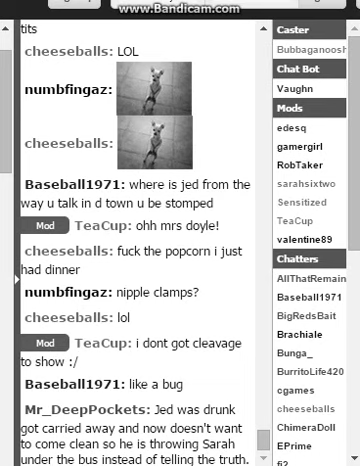 www.Bandicam.com
tits
cheeseballs: LOL
numbfingaz:
cheeseballs:
Baseball1971: where is jed from the
way u talk in d town u be stomped
Mod TeaCup: ohh mrs doyle!
cheeseballs: fuck the popcorn i just
had dinner
numbfingaz: nipple clamps?
cheeseballs: lol
Mod TeaCup: i dont got cleavage
to show :/
Baseball1971: like a bug
Mr_DeepPockets: Jed was drunk
got carried away and now doesn't want
to come clean so he is throwing Sarah
under the bus instead of telling the truth.
Caster
Bubbaganoosh
Chat Bot
Vaughn
Mods
edesq
gamergirl
RobTaker
sarahsixtwo
Sensitized
TeaCup
valentine89
Chatters
AllThatRemain
Baseball1971
BigRedsBait
Brachiale
Bunga_
BurritoLife420
cgames
cheeseballs
ChimeraDoll
EPrime